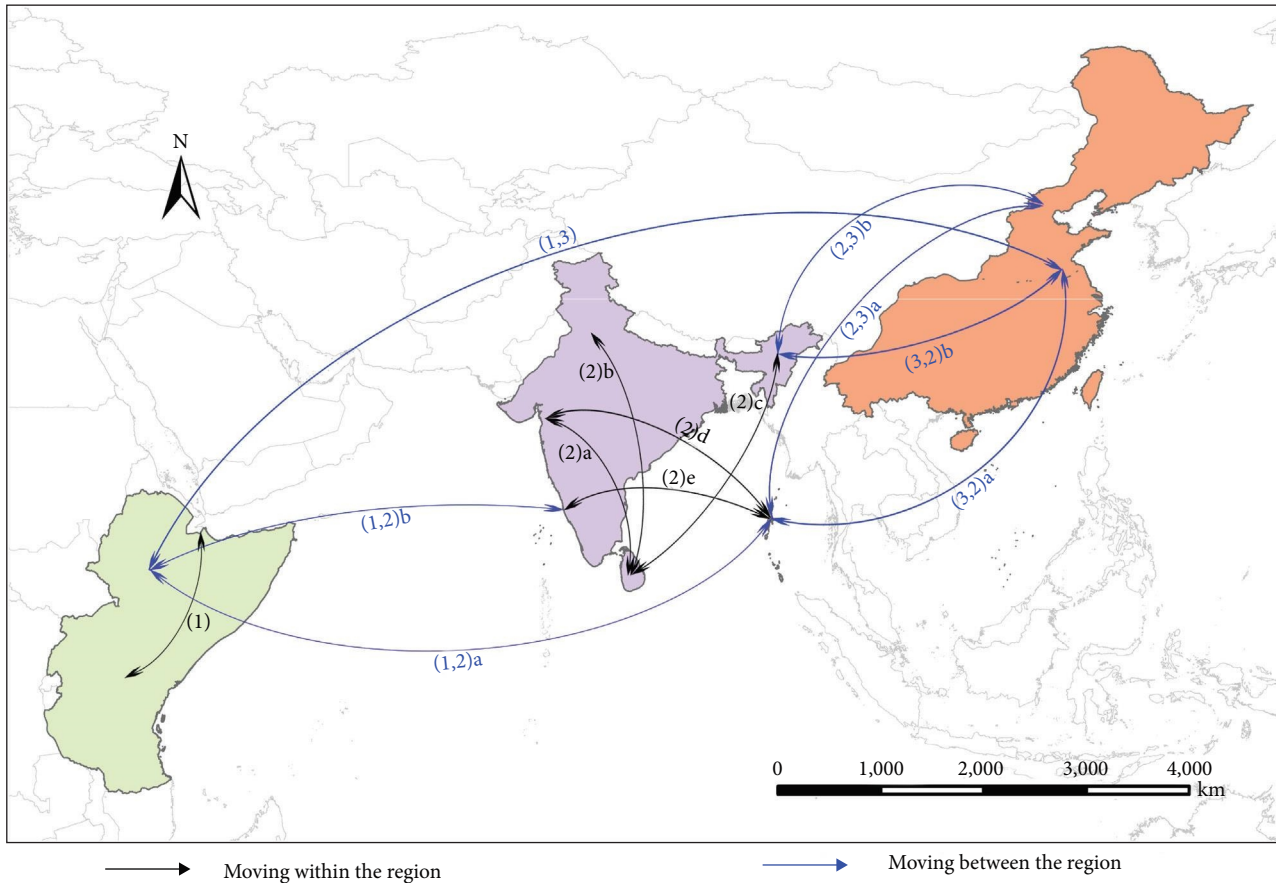 N
(1,3)
(2,3)b
(2,3)a
(3,2)b
(2)b
(2)c
(2)d
(2)a
(2)e
(3,2)a
(1,2)b
(1)
(1,2)a
0 1,000 2,000 3,000 4,000
km
Moving within the region
Moving between the region